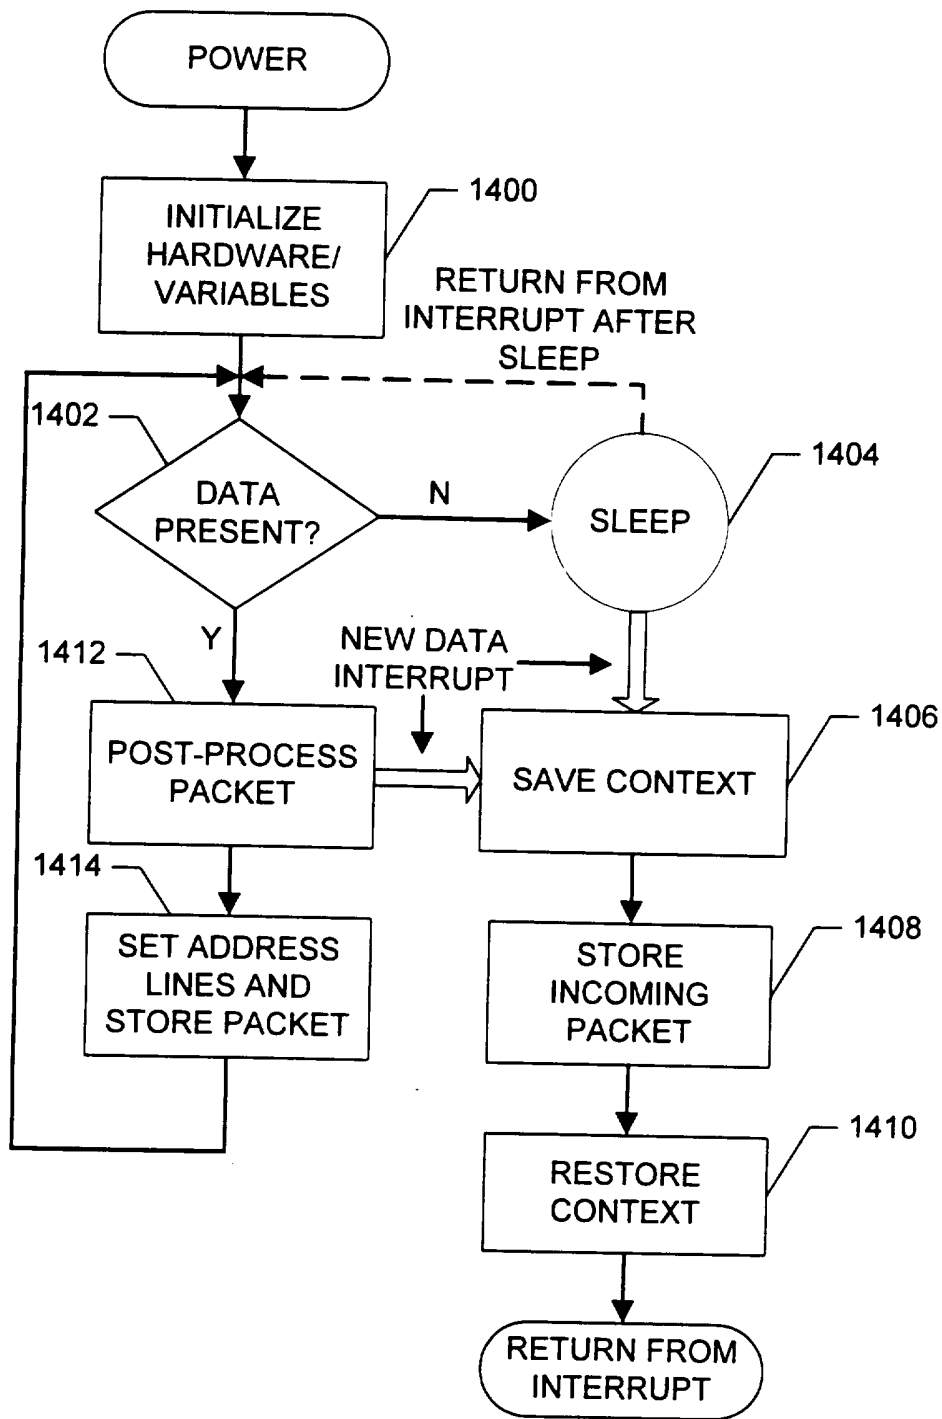 POWER
1400
INITIALIZE
HARDWARE/
VARIABLES
RETURN FROM
INTERRUPT AFTER
SLEEP
1402
1404
DATA
PRESENT?
N
SLEEP
Y
NEW DATA
INTERRUPT
1412
1406
POST-PROCESS
PACKET
SAVE CONTEXT
1414
1408
SET ADDRESS
LINES AND
STORE PACKET
STORE
INCOMING
PACKET
1410
RESTORE
CONTEXT
RETURN FROM
INTERRUPT